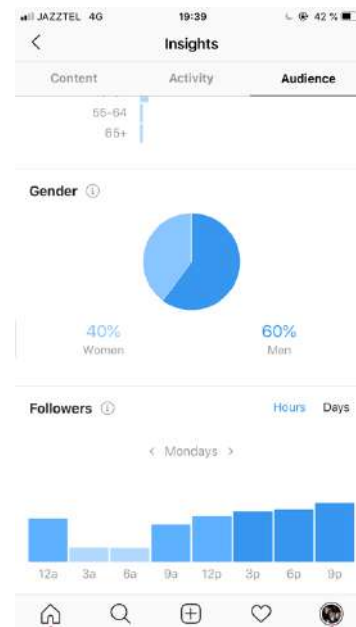 JAZZTEL 4G 19:39 42 %
Insights
Content Activity Audience
55-64
65+
Gender
40% 60%
Women Men
Followers Hours Days
< Mondays >
12a 3a 6a 9a 12p 3p 6p 9p